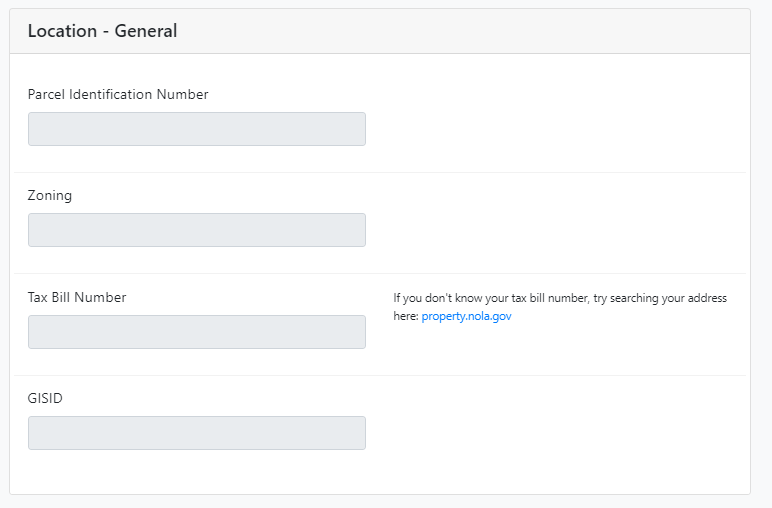 Location - General
Parcel Identification Number
Zoning
Tax Bill Number
If you don't know your tax bill number, try searching your address
here: property.nola.gov
GISID